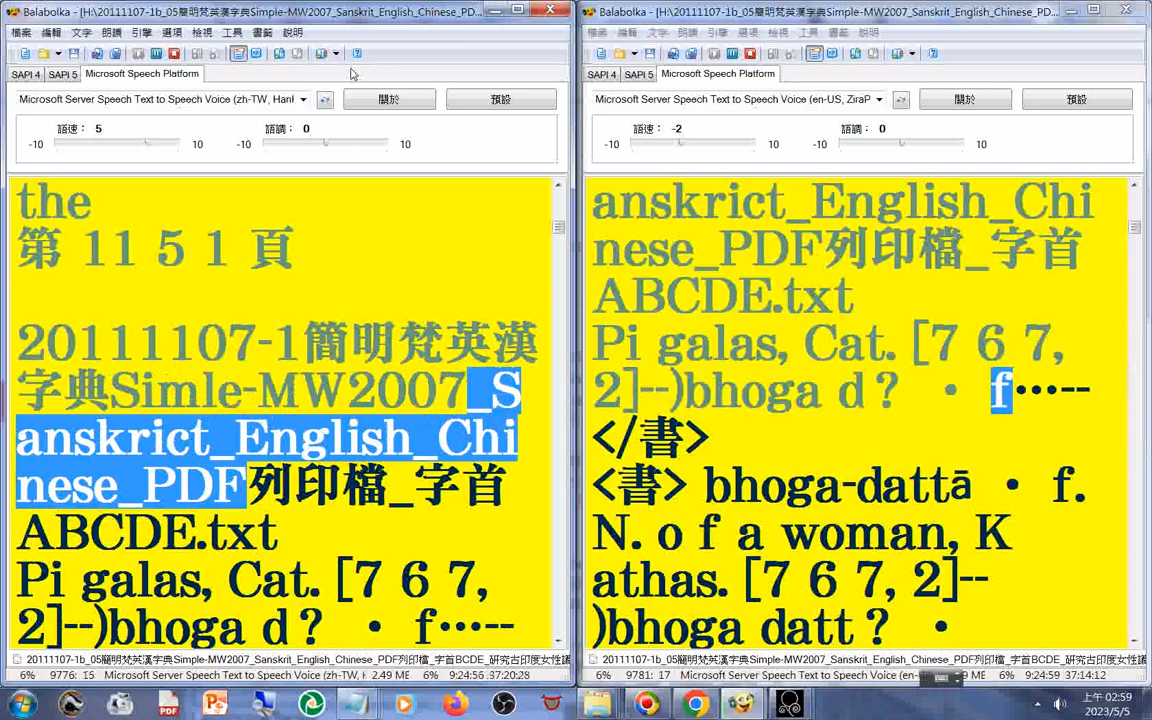 Balabolka - [H:\20111107-1b_05簡明梵英漢字典Simple-MW2007_Sanskrit_English_Chinese_PD...
檔案 編輯 文字 朗讀 引擎 選項 檢視 工具 書籤 說明
SAPI 4 SAPI 5 Microsoft Speech Platform
Microsoft Server Speech Text to Speech Voice (zh-TW, Hanl
關於 預設
語速： 5 語調： 0
-10 10 -10 10
the
第 11 5 1 頁
20111107-1簡明梵英漢
字典Simle-MW2007_S
anskrict_English_Chi
nese_PDF列印檔_字首
ABCDE.txt
Pi galas, Cat. [7 6 7,
2]--)bhoga d？ • f…--
20111107-1b_05簡明梵英漢字典Simple-MW2007_Sanskrit_English_Chinese_PDF列印檔_字首BCDE_研究古印度女性議
6% 9776: 15 Microsoft Server Speech Text to Speech Voice (zh-TW, H 2.49 ME 6% 9:24:56 37:20:28
Balabolka - [H:\20111107-1b_05簡明梵英漢字典Simple-MW2007_Sanskrit_English_Chinese_PD...
檔案 編輯 文字 朗讀 引擎 選項 檢視 工具 書籤 說明
SAPI 4 SAPI 5 Microsoft Speech Platform
Microsoft Server Speech Text to Speech Voice (en-US, ZiraP
關於 預設
語速： -2 語調： 0
-10 10 -10 10
anskrict_English_Chi
nese_PDF列印檔_字首
ABCDE.txt
Pi galas, Cat. [7 6 7,
2]--)bhoga d？ • f…--
</書>
<書> bhoga-dattā • f.
N. o f a woman, K
athas. [7 6 7, 2]--
)bhoga datt？ •
20111107-1b_05簡明梵英漢字典Simple-MW2007_Sanskrit_English_Chinese_PDF列印檔_字首BCDE_研究古印度女性議
6% 9781: 17 Microsoft Server Speech Text to Speech Voice (en-U ME 6% 9:24:59 37:14:12
上午 02:59
2023/5/5